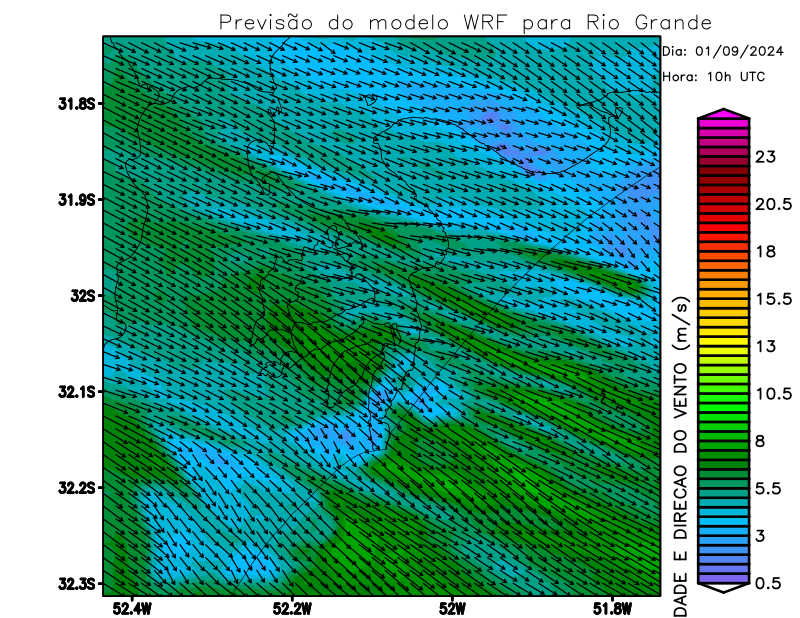 Previsão do modelo WRF para Rio Grande
Dia: 01/09/2024
Hora: 10h UTC
31.8S
31.9S
32S
32.1S
32.2S
32.3S
52.4W
52.2W
52W
51.8W
DADE E DIRECAO DO VENTO (m/s)
23
20.5
18
15.5
13
10.5
8
5.5
3
0.5